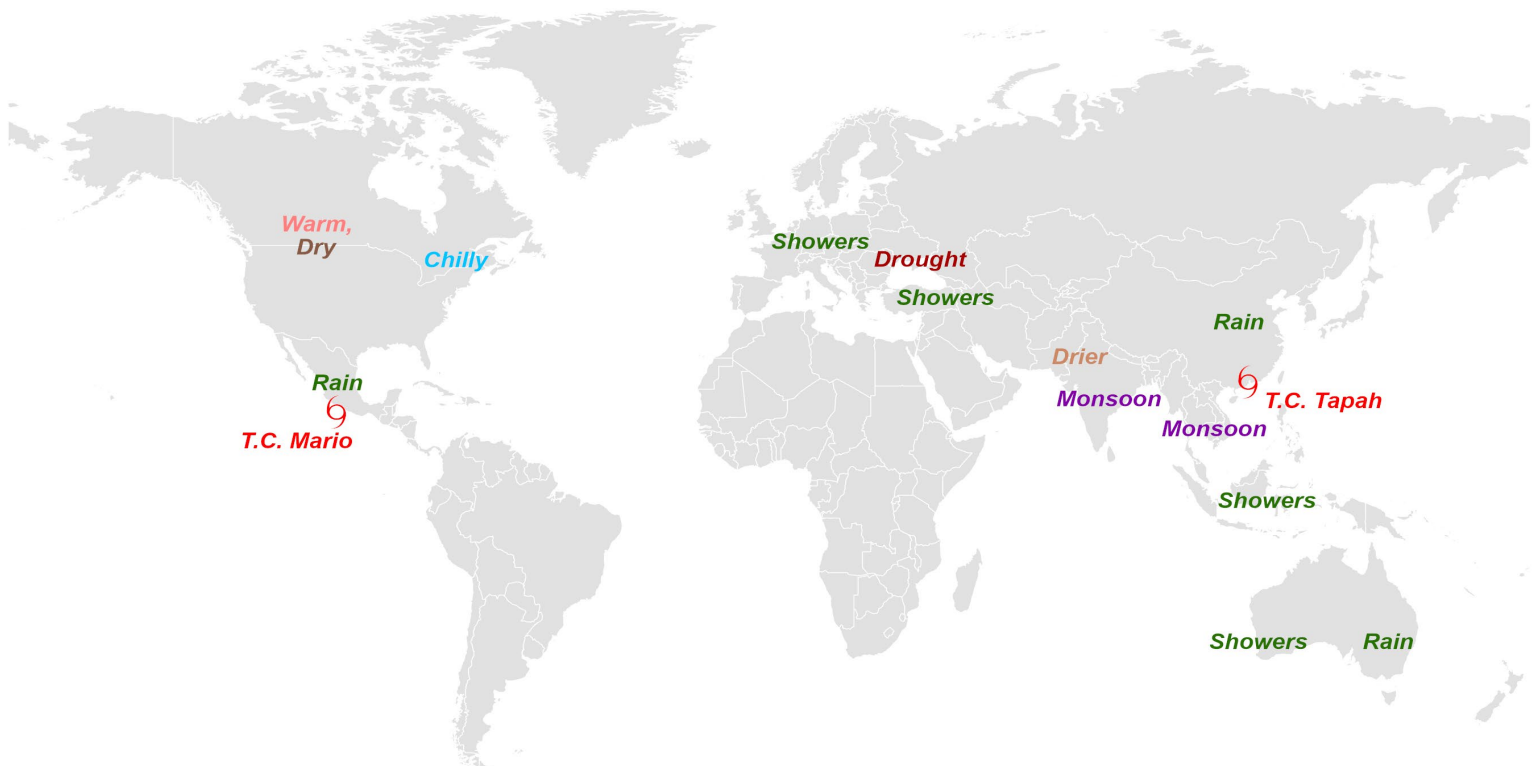 Warm,
Dry
Chilly
Rain
T.C. Mario
Showers
Drought
Showers
Rain
Drier
Monsoon
T.C. Tapah
Monsoon
Showers
Showers
Rain